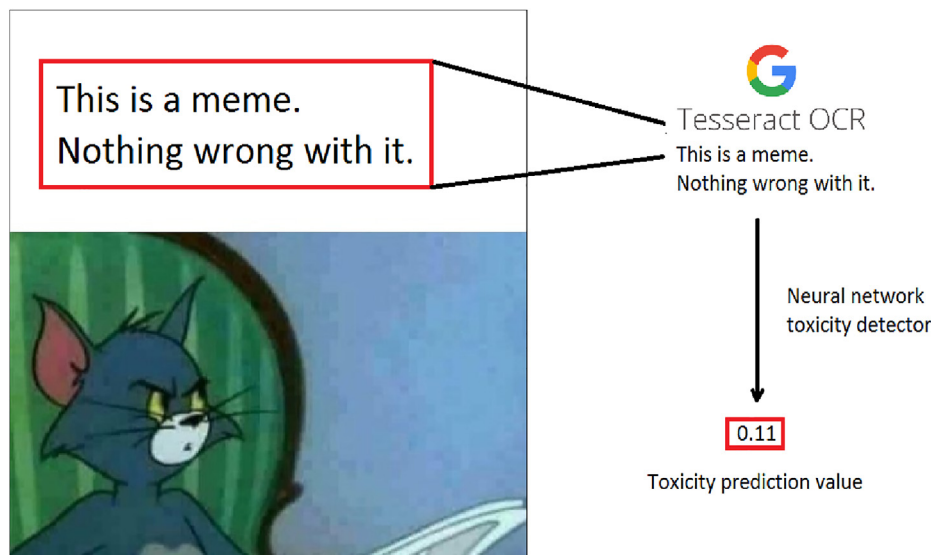 This is a meme.
Nothing wrong with it.
Tesseract OCR
This is a meme.
Nothing wrong with it.
Neural network
toxicity detector
0.11
Toxicity prediction value